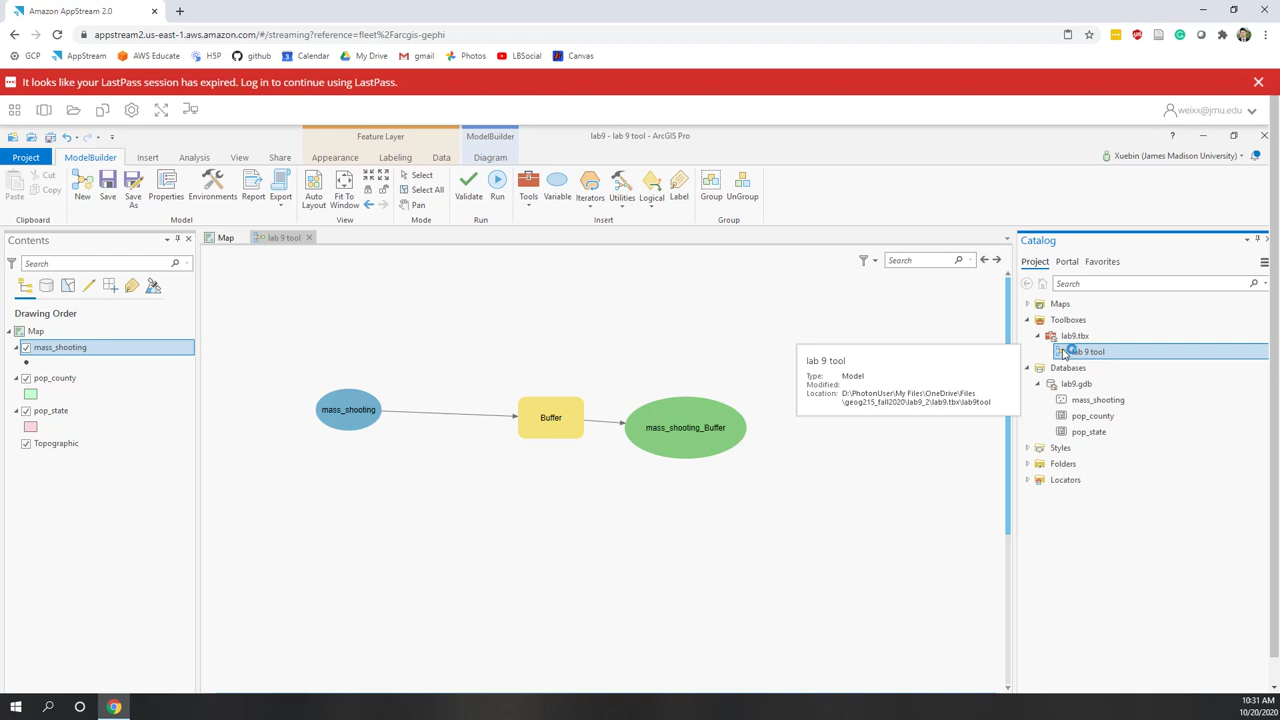 Amazon AppStream 2.0
appstream2.us-east-1.aws.amazon.com/#/streaming?reference=fleet%2Farcgis-gephi
GCP AppStream AWS Educate H5P github Calendar My Drive gmail Photos LBSocial Canvas
It looks like your LastPass session has expired. Log in to continue using LastPass.
weixx@jmu.edu
Feature Layer ModelBuilder lab9 - lab 9 tool - ArcGIS Pro
Project ModelBuilder Insert Analysis View Share Appearance Labeling Data Diagram Xuebin (James Madison University)
Paste Cut Copy New Save Save As Properties Environments Report Export Auto Layout Fit To Window Select Select All Pan Validate Run Tools Variable Iterators Utilities Logical Label Group UnGroup
Clipboard Model View Mode Run Insert Group
Contents
Map lab 9 tool
Catalog
Search
Search
Project Portal Favorites
Search
Drawing Order
Map
mass_shooting
pop_county
pop_state
Topographic
mass_shooting
Buffer
mass_shooting_Buffer
lab 9 tool
Type: Model
Modified:
Location: D:\PhotonUser\My Files\OneDrive\Files
\geog215_fall2020\lab9_2\lab9.tbx\lab9tool
Maps
Toolboxes
lab9.tbx
lab 9 tool
Databases
lab9.gdb
mass_shooting
pop_county
pop_state
Styles
Folders
Locators
10:31 AM
10/20/2020